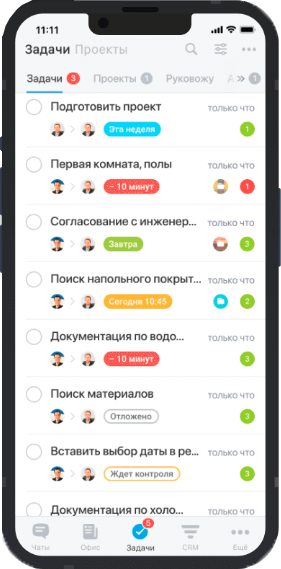 11:11
Задачи Проекты
Задачи 3 Проекты 1 Руковожу 1
Подготовить проект только что
Эта неделя 1
Первая комната, полы только что
− 10 минут 1
Согласование с инженер... только что
Завтра 3
Поиск напольного покрыт... только что
Сегодня 10:45 2
Документация по водо... только что
− 10 минут 3
Поиск материалов только что
Отложено 3
Вставить выбор даты в ре... только что
Ждет контроля 3
Документация по холо... только что
5
Чаты Офис Задачи CRM Ещё